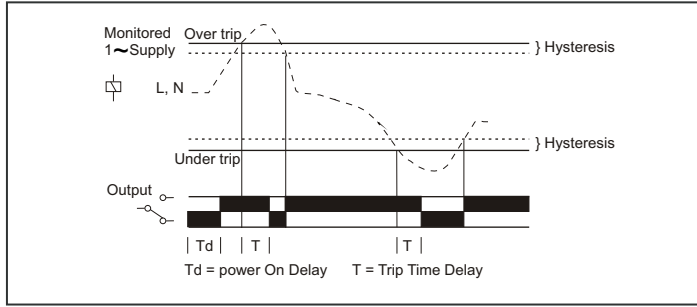 Monitored
1~Supply
Over trip
} Hysteresis
L, N
} Hysteresis
Under trip
Output
Td T T
Td = power On Delay T = Trip Time Delay